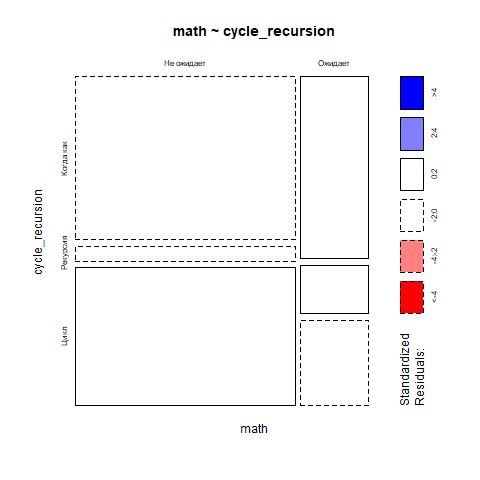 math ~ cycle_recursion
Не ожидает
Ожидает
Когда как
Рекурсия
Цикл
cycle_recursion
math
>4
2:4
0:2
-2:0
-4:-2
<-4
Standardized
Residuals: